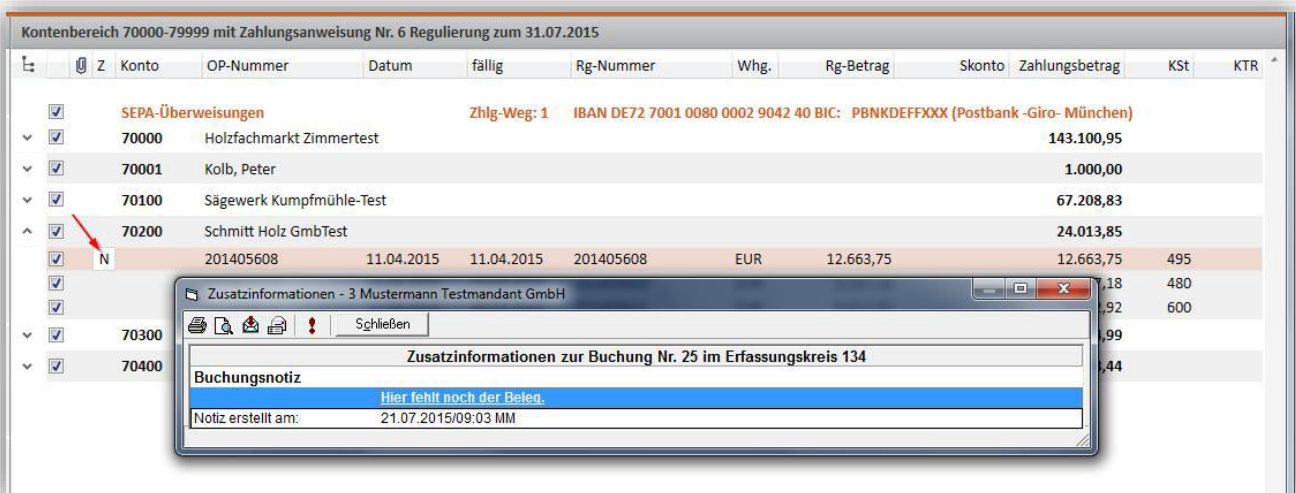 Kontenbereich 70000-79999 mit Zahlungsanweisung Nr. 6 Regulierung zum 31.07.2015
Z Konto OP-Nummer Datum fällig Rg-Nummer Whg. Rg-Betrag Skonto Zahlungsbetrag KSt KTR
SEPA-Überweisungen Zhlg-Weg: 1 IBAN DE72 7001 0080 0002 9042 40 BIC: PBNKDEFFXXX (Postbank -Giro- München)
70000 Holzfachmarkt Zimmertest 143.100,95
70001 Kolb, Peter 1.000,00
70100 Sägewerk Kumpfmühle-Test 67.208,83
70200 Schmitt Holz GmbTest 24.013,85
N 201405608 11.04.2015 11.04.2015 201405608 EUR 12.663,75 12.663,75 495
,18 480
,92 600
70300 ,99
70400 ,44
Zusatzinformationen - 3 Mustermann Testmandant GmbH
Schließen
Zusatzinformationen zur Buchung Nr. 25 im Erfassungskreis 134
Buchungsnotiz
Hier fehlt noch der Beleg.
Notiz erstellt am: 21.07.2015/09:03 MM